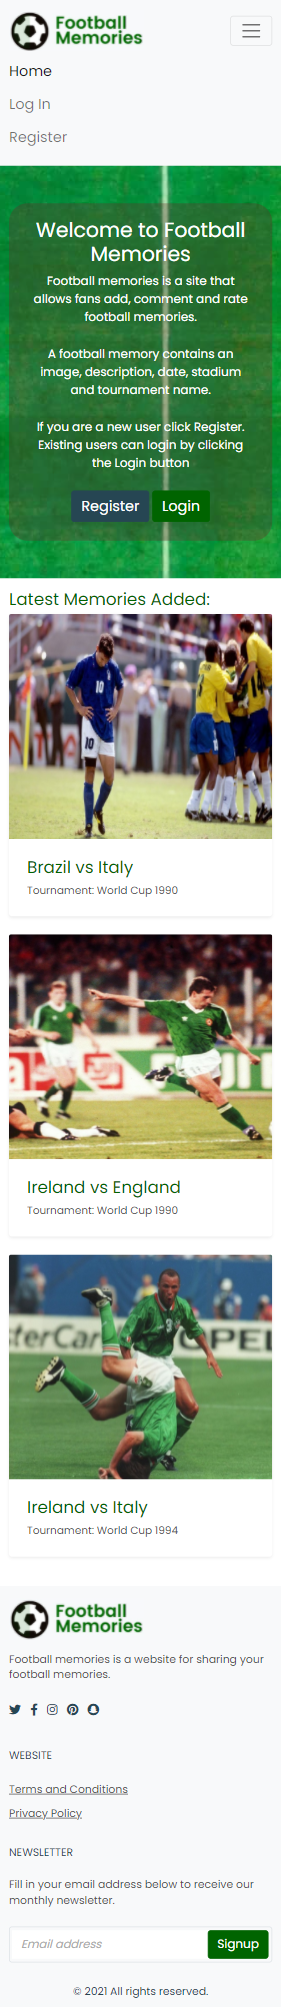 Football
Memories
Home
Log In
Register
Welcome to Football
Memories
Football memories is a site that
allows fans add, comment and rate
football memories.
A football memory contains an
image, description, date, stadium
and tournament name.
If you are a new user click Register.
Existing users can login by clicking
the Login button
Register Login
Latest Memories Added:
10
10
Brazil vs Italy
Tournament: World Cup 1990
Ireland vs England
Tournament: World Cup 1990
sterCar
OPEL
Ireland vs Italy
Tournament: World Cup 1994
Football
Memories
Football memories is a website for sharing your
football memories.
WEBSITE
Terms and Conditions
Privacy Policy
NEWSLETTER
Fill in your email address below to receive our
monthly newsletter.
Email address Signup
© 2021 All rights reserved.